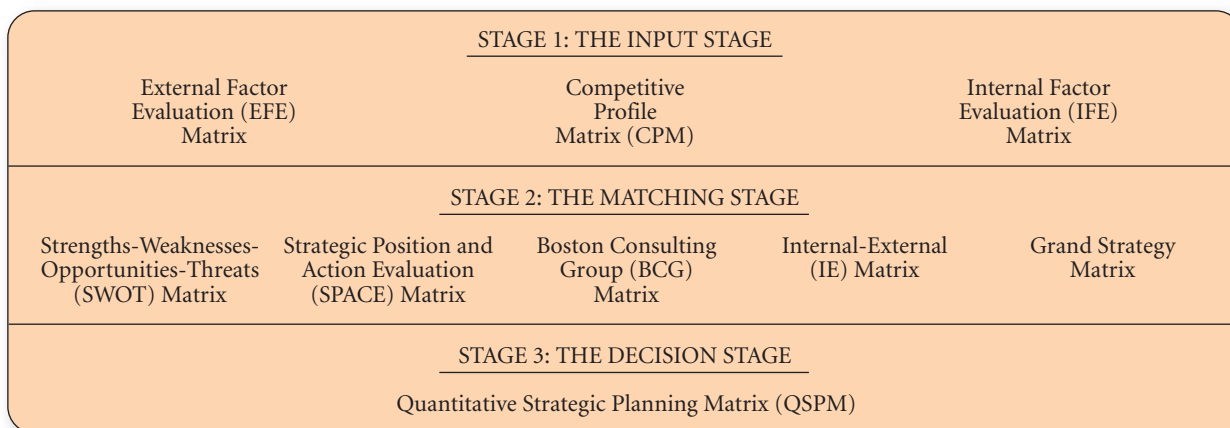 STAGE 1: THE INPUT STAGE
External Factor
Evaluation (EFE)
Matrix
Competitive
Profile
Matrix (CPM)
Internal Factor
Evaluation (IFE)
Matrix
STAGE 2: THE MATCHING STAGE
Strengths-Weaknesses-
Opportunities-Threats
(SWOT) Matrix
Strategic Position and
Action Evaluation
(SPACE) Matrix
Boston Consulting
Group (BCG)
Matrix
Internal-External
(IE) Matrix
Grand Strategy
Matrix
STAGE 3: THE DECISION STAGE
Quantitative Strategic Planning Matrix (QSPM)